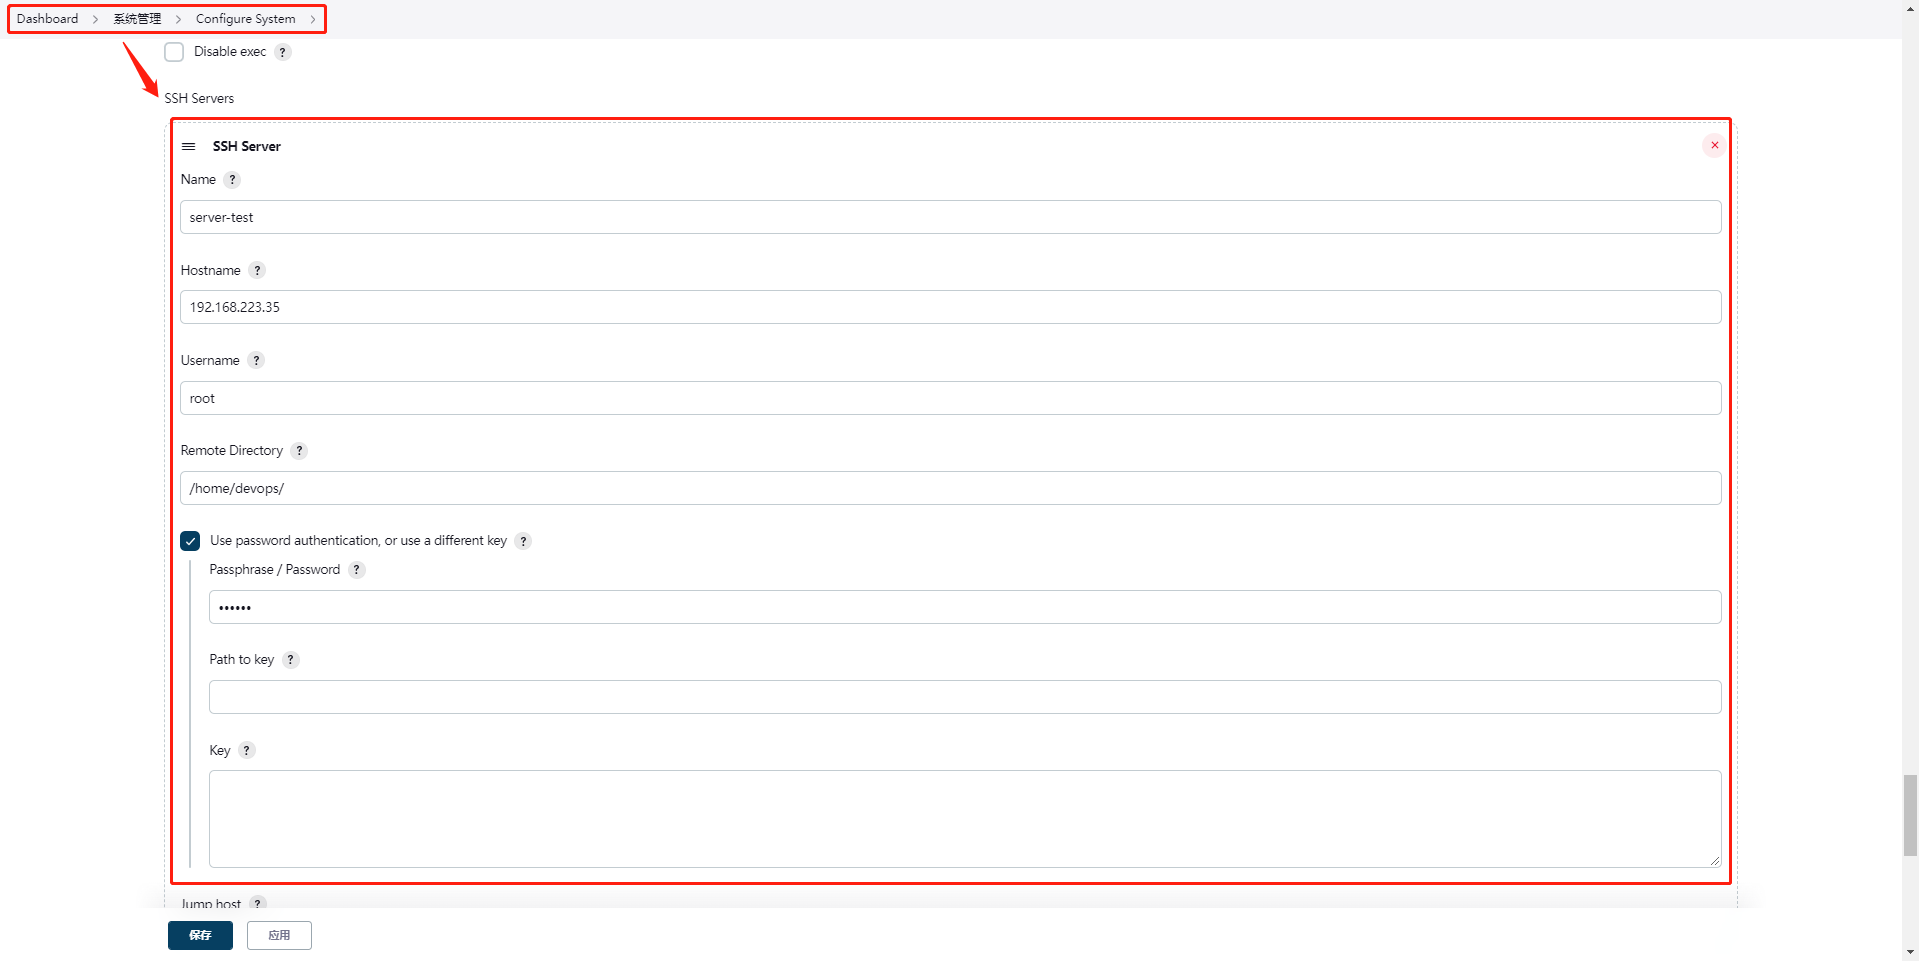 Dashboard > 系统管理 > Configure System >
Disable exec ?
SSH Servers
SSH Server
Name ?
server-test
Hostname ?
192.168.223.35
Username ?
root
Remote Directory ?
/home/devops/
Use password authentication, or use a different key ?
Passphrase / Password ?
••••••
Path to key ?
Key ?
Jump host ?
保存 应用